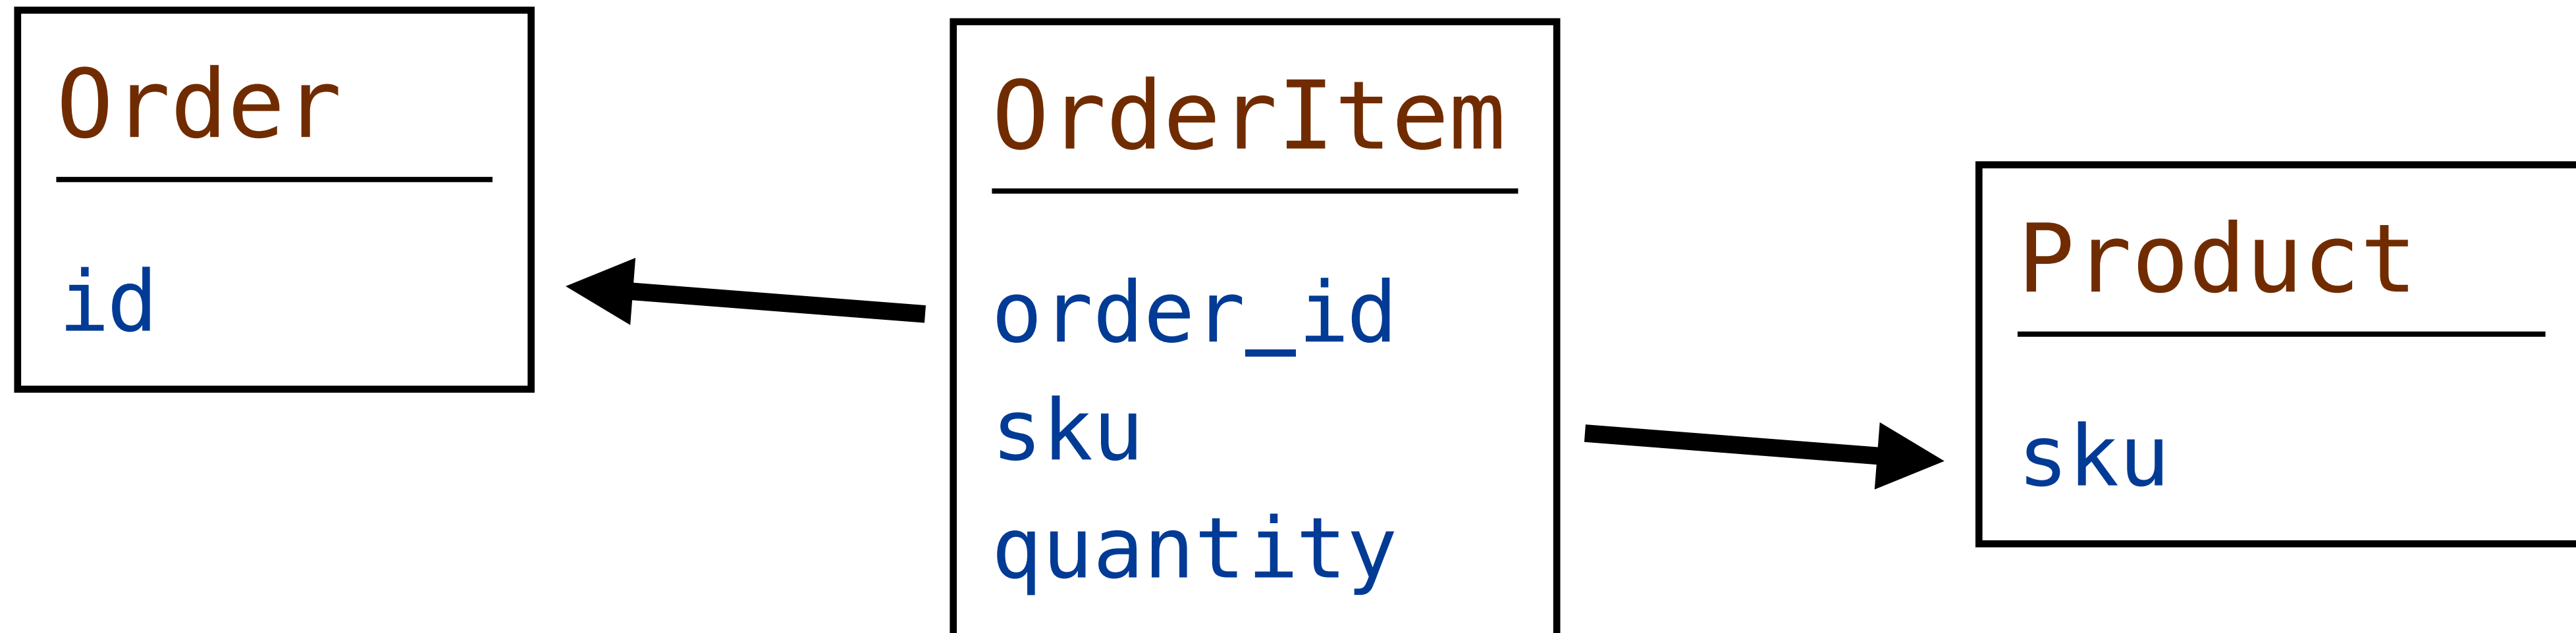 Order
id
OrderItem
order_id
sku
quantity
Product
sku